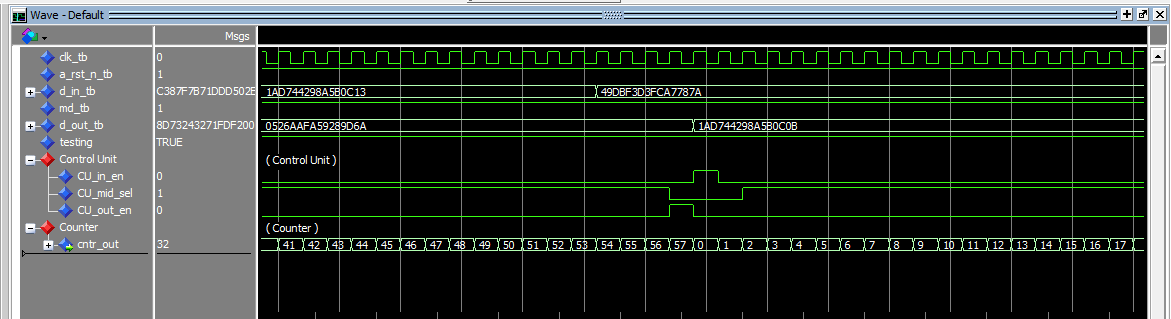 Wave - Default
Msgs
clk_tb 0
a_rst_n_tb 1
d_in_tb C387F7B71DDD502E 1AD744298A5B0C13 49DBF3D3FCA7787A
md_tb 1
d_out_tb 8D73243271FDF200 0526AAFA59289D6A 1AD744298A5B0C0B
testing TRUE
Control Unit ( Control Unit )
CU_in_en 0
CU_mid_sel 1
CU_out_en 0
Counter ( Counter )
cntr_out 32 41 42 43 44 45 46 47 48 49 50 51 52 53 54 55 56 57 0 1 2 3 4 5 6 7 8 9 10 11 12 13 14 15 16 17